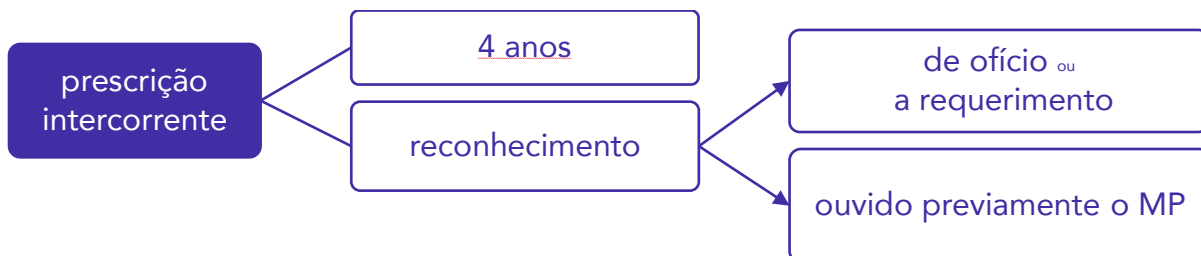 prescrição
intercorrente
4 anos
reconhecimento
de ofício ou
a requerimento
ouvido previamente o MP